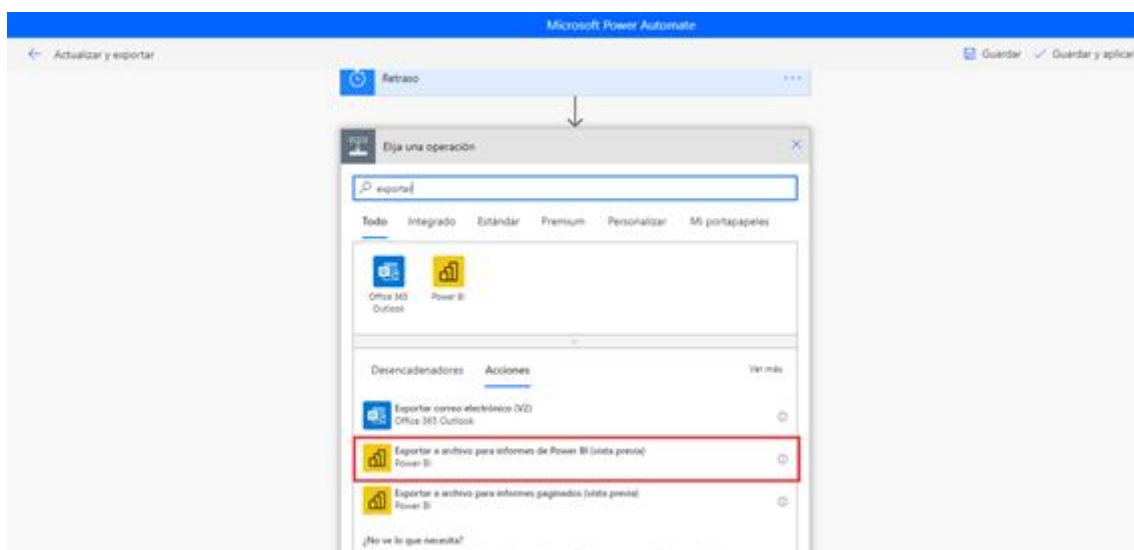 Microsoft Power Automate
Actualizar y exportar
Guardar
Guardar y aplicar
Retraso
Elija una operación
exportar
Todo
Integrado
Estándar
Premium
Personalizar
Mi portapapeles
Office 365
Outlook
Power BI
Desencadenadores
Acciones
Ver más
Exportar correo electrónico (V2)
Office 365 Outlook
Exportar a archivo para informes de Power BI (vista previa)
Power BI
Exportar a archivo para informes paginados (vista previa)
Power BI
¿No ve lo que necesita?